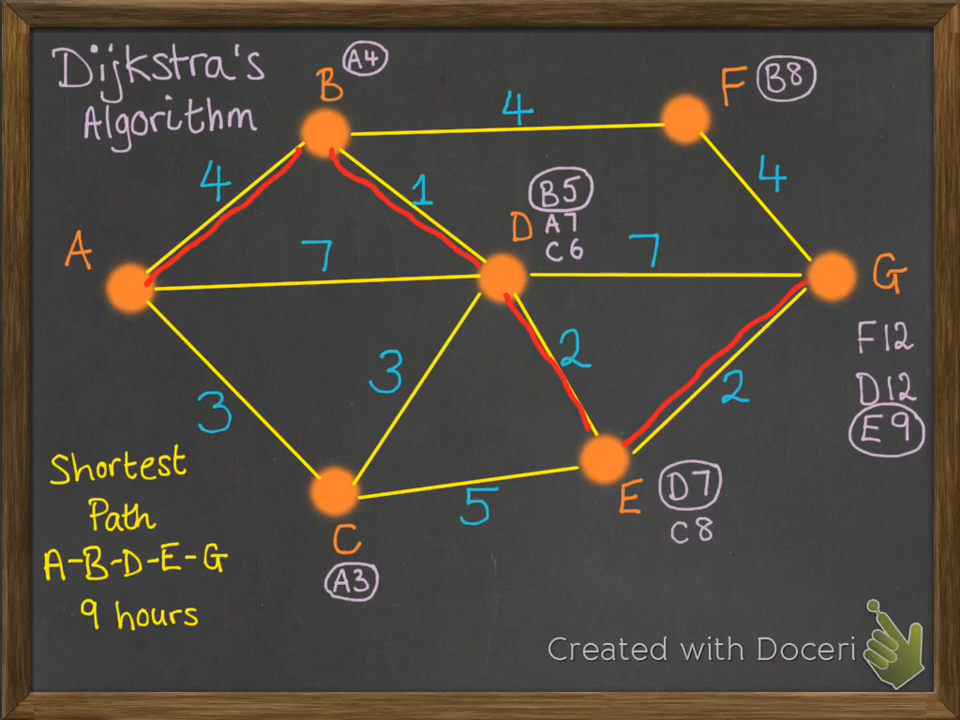 Dijkstra's
Algorithm
B
A4
4
F
B8
4
1
4
A
7
D
B5
A7
C6
7
G
F12
D12
E9
3
3
2
2
Shortest
Path
A-B-D-E-G
9 hours
C
A3
5
E
D7
C8
Created with Doceri